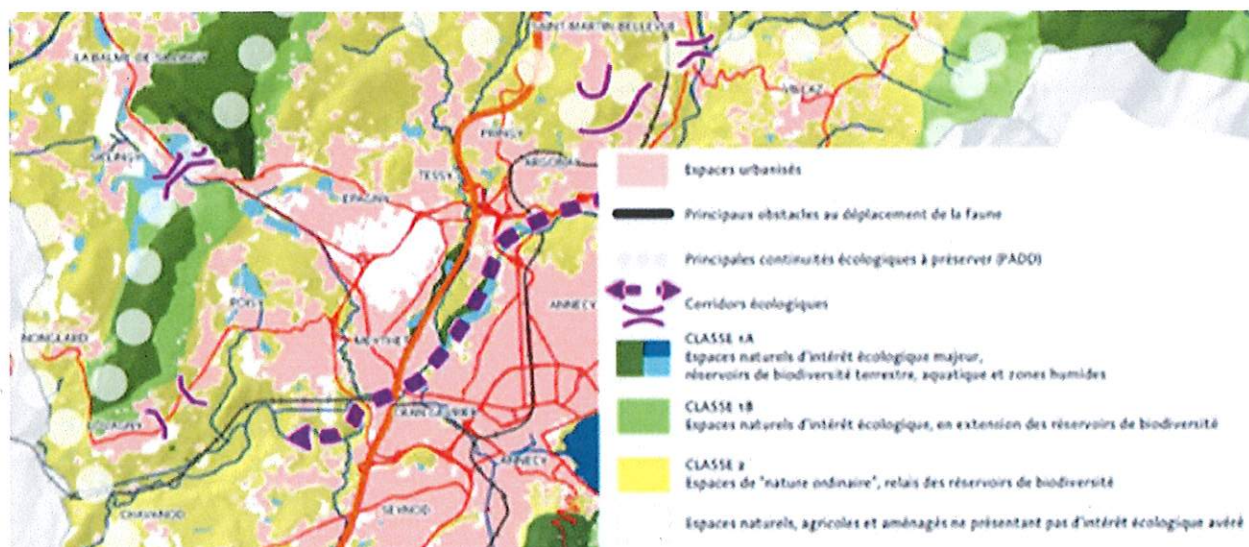 SAINT-MARTIN-BELLEVUE
LA BALME-DE-SILLINGY
VILLAZ
PRINGY
SILLINGY
ARGONAY
TESSY
EPAGNY
POISY
ANNECY
NONGLARD
MEYTHET
LOVAGNY
CRAN-GEVRIER
ANNECY
CHAVANOD
SEYNOD
Espaces urbanisés
Principaux obstacles au déplacement de la faune
Principales continuités écologiques à préserver (PADD)
Corridors écologiques
CLASSE 1A
Espaces naturels d'intérêt écologique majeur,
réservoirs de biodiversité terrestre, aquatique et zones humides
CLASSE 1B
Espaces naturels d'intérêt écologique, en extension des réservoirs de biodiversité
CLASSE 2
Espaces de "nature ordinaire", relais des réservoirs de biodiversité
Espaces naturels, agricoles et aménagés ne présentant pas d'intérêt écologique avéré